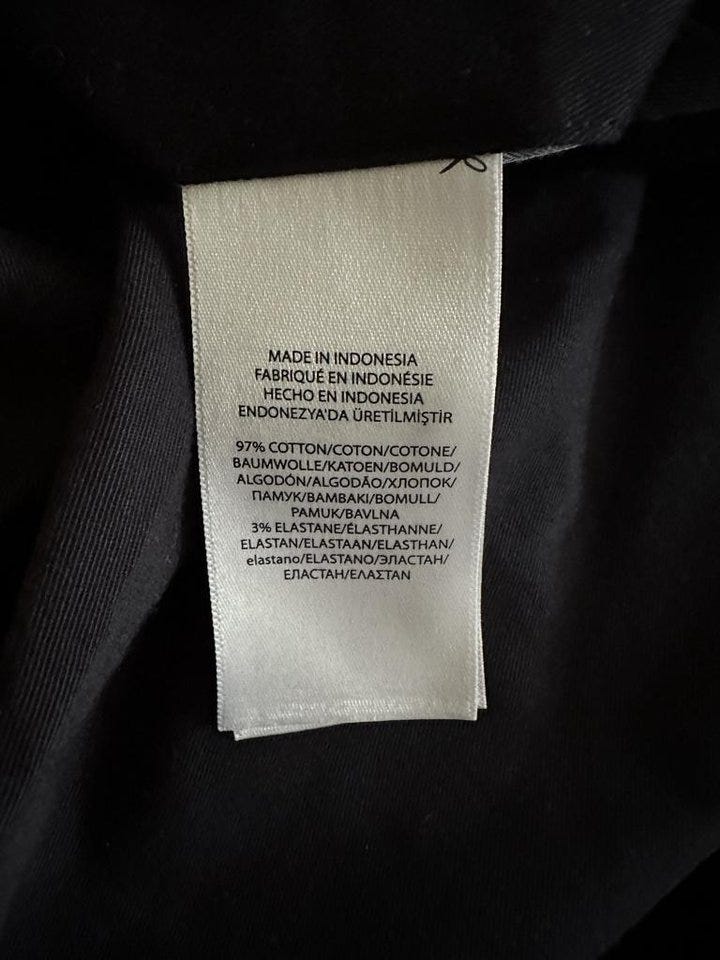 MADE IN INDONESIA
FABRIQUÉ EN INDONÉSIE
HECHO EN INDONESIA
ENDONEZYA'DA ÜRETİLMİŞTİR
97% COTTON/COTON/COTONE/
BAUMWOLLE/KATOEN/BOMULD/
ALGODÓN/ALGODÃO/ХЛОПОК/
ПАМУК/BAMBAKI/BOMULL/
PAMUK/BAVLNA
3% ELASTANE/ÉLASTHANNE/
ELASTAN/ELASTAAN/ELASTHAN/
elastano/ELASTANO/ЭЛАСТАН/
ЕЛАСТАН/ΕΛΑΣΤΑΝ